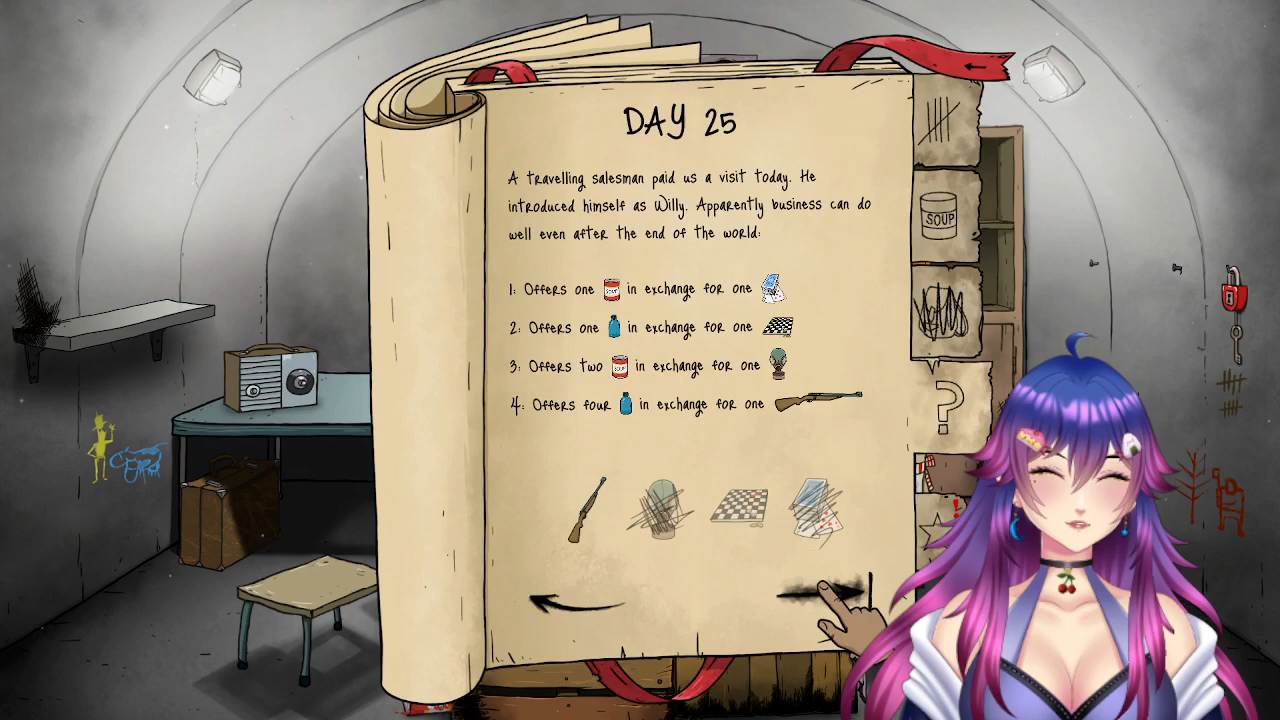 DAY 25
A travelling salesman paid us a visit today. He
introduced himself as Willy. Apparently business can do
well even after the end of the world:
1: Offers one SOUP in exchange for one
2: Offers one in exchange for one
3: Offers two SOUP in exchange for one
4: Offers four in exchange for one
SOUP
?
!